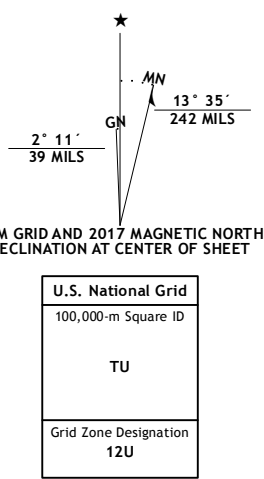 ★
MN
GN
13° 35´
242 MILS
2° 11´
39 MILS
M GRID AND 2017 MAGNETIC NORTH
ECLINATION AT CENTER OF SHEET
U.S. National Grid
100,000-m Square ID
TU
Grid Zone Designation
12U